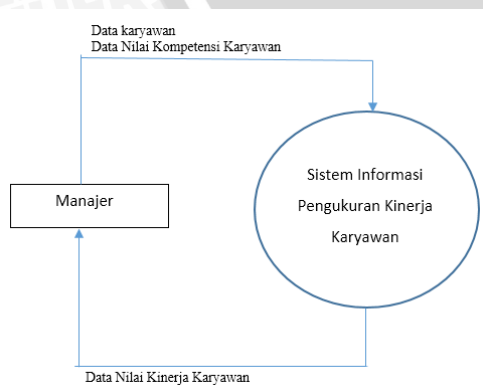 Data karyawan
Data Nilai Kompetensi Karyawan
Manajer
Sistem Informasi
Pengukuran Kinerja
Karyawan
Data Nilai Kinerja Karyawan